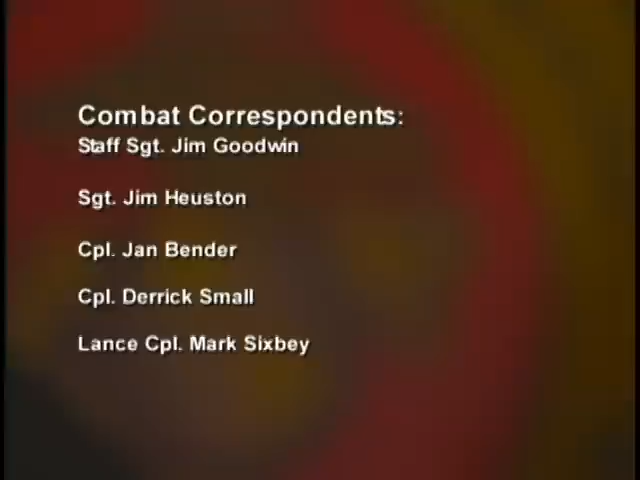 Combat Correspondents:
Staff Sgt. Jim Goodwin
Sgt. Jim Heuston
Cpl. Jan Bender
Cpl. Derrick Small
Lance Cpl. Mark Sixbey